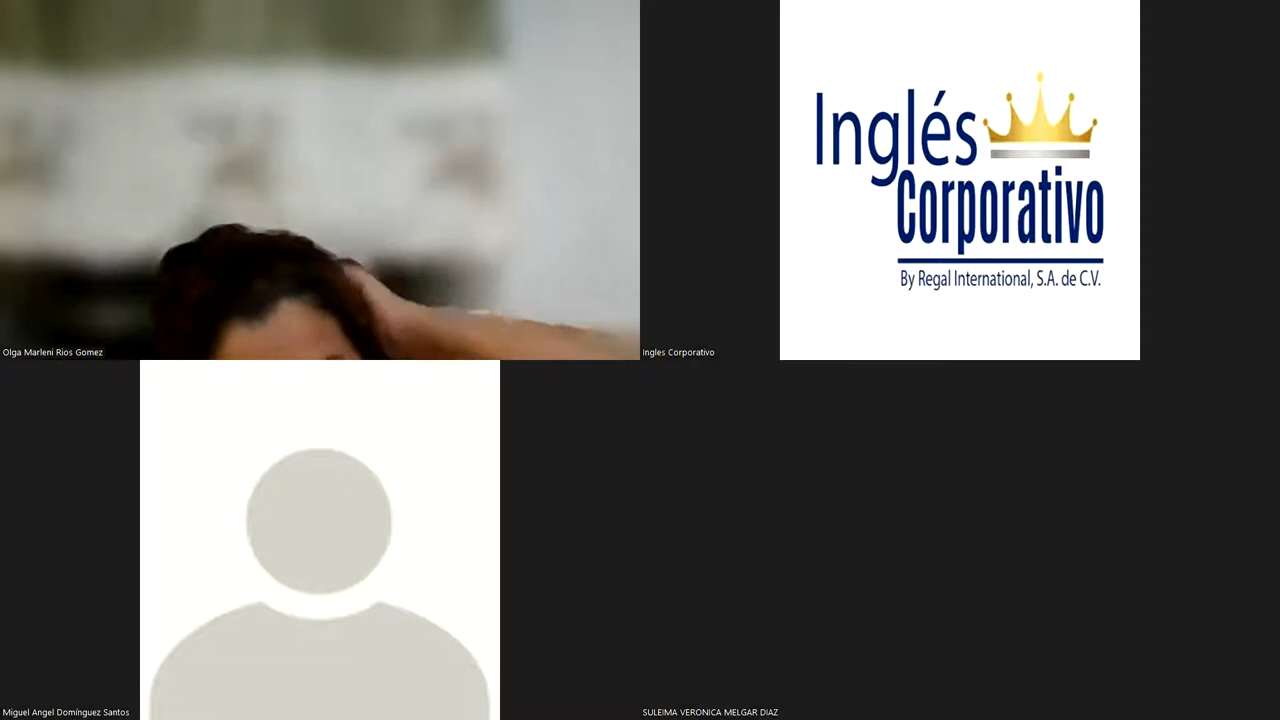 Inglés
Corporativo
By Regal International, S.A. de C.V.
Olga Marleni Rios Gomez
Ingles Corporativo
Miguel Angel Domínguez Santos
SULEIMA VERONICA MELGAR DIAZ